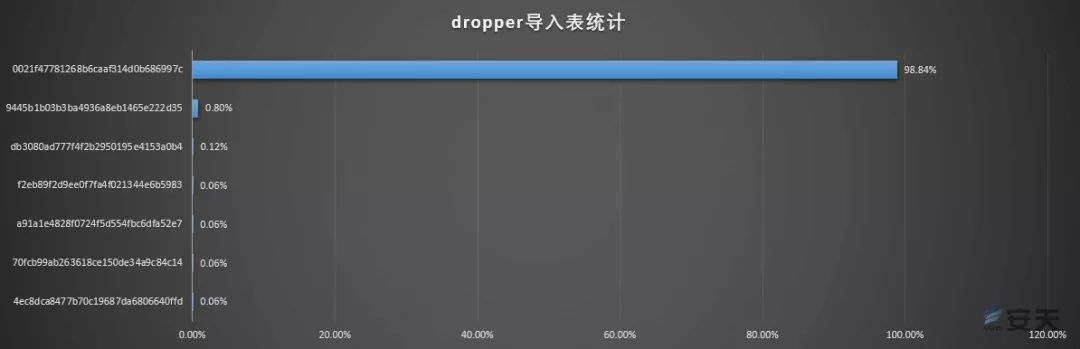 dropper导入表统计
0021f47781268b6caaf314d0b686997c 98.84%
9445b1b03b3ba4936a8eb1465e222d35 0.80%
db3080ad777f4f2b2950195e4153a0b4 0.12%
f2eb89f2d9ee0f7fa4f021344e6b5983 0.06%
a91a1e4828f0724f5d554fbc6dfa52e7 0.06%
70fcb99ab263618ce150de34a9c84c14 0.06%
4ec8dca8477b70c19687da6806640ffd 0.06%
0.00% 20.00% 40.00% 60.00% 80.00% 100.00% 120.00%
安天